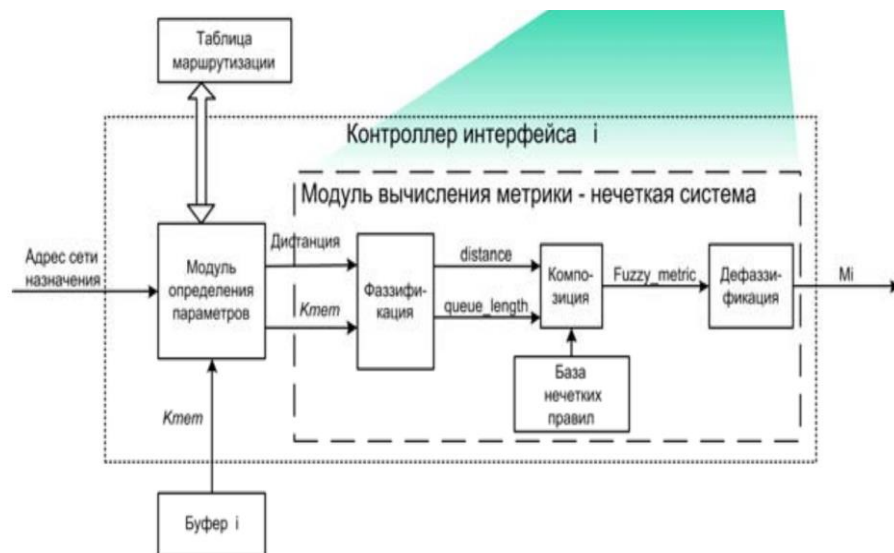 Таблица
маршрутизации
Контроллер интерфейса i
Модуль вычисления метрики - нечеткая система
Адрес сети
назначения
Модуль
определения
параметров
Дистанция
Kmem
Фаззифи-
кация
distance
queue_length
Компо-
зиция
Fuzzy_metric
Дефаззи-
фикация
Mi
База
нечетких
правил
Kmem
Буфер i